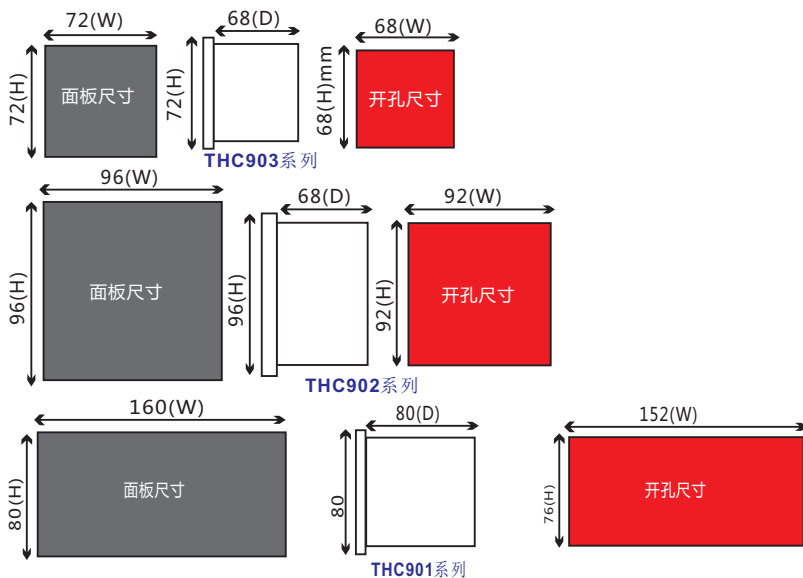 72(W)
68(D)
68(W)
72(H)
面板尺寸
72(H)
68(H)mm
开孔尺寸
THC903系列
96(W)
68(D)
92(W)
96(H)
面板尺寸
96(H)
92(H)
开孔尺寸
THC902系列
160(W)
80(D)
152(W)
80(H)
面板尺寸
80
76(H)
开孔尺寸
THC901系列